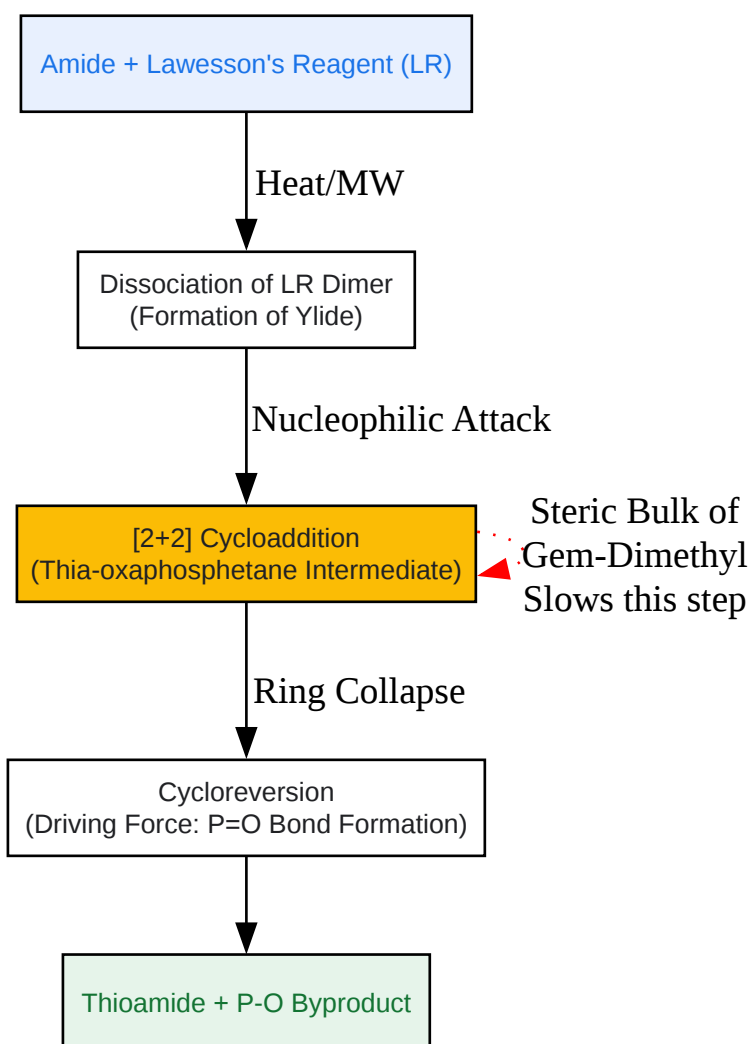 Amide + Lawesson's Reagent (LR)
Heat/MW
Dissociation of LR Dimer
(Formation of Ylide)
Nucleophilic Attack
[2+2] Cycloaddition
(Thia-oxaphosphetane Intermediate)
Steric Bulk of
Gem-Dimethyl
Slows this step
Ring Collapse
Cycloreversion
(Driving Force: P=O Bond Formation)
Thioamide + P-O Byproduct